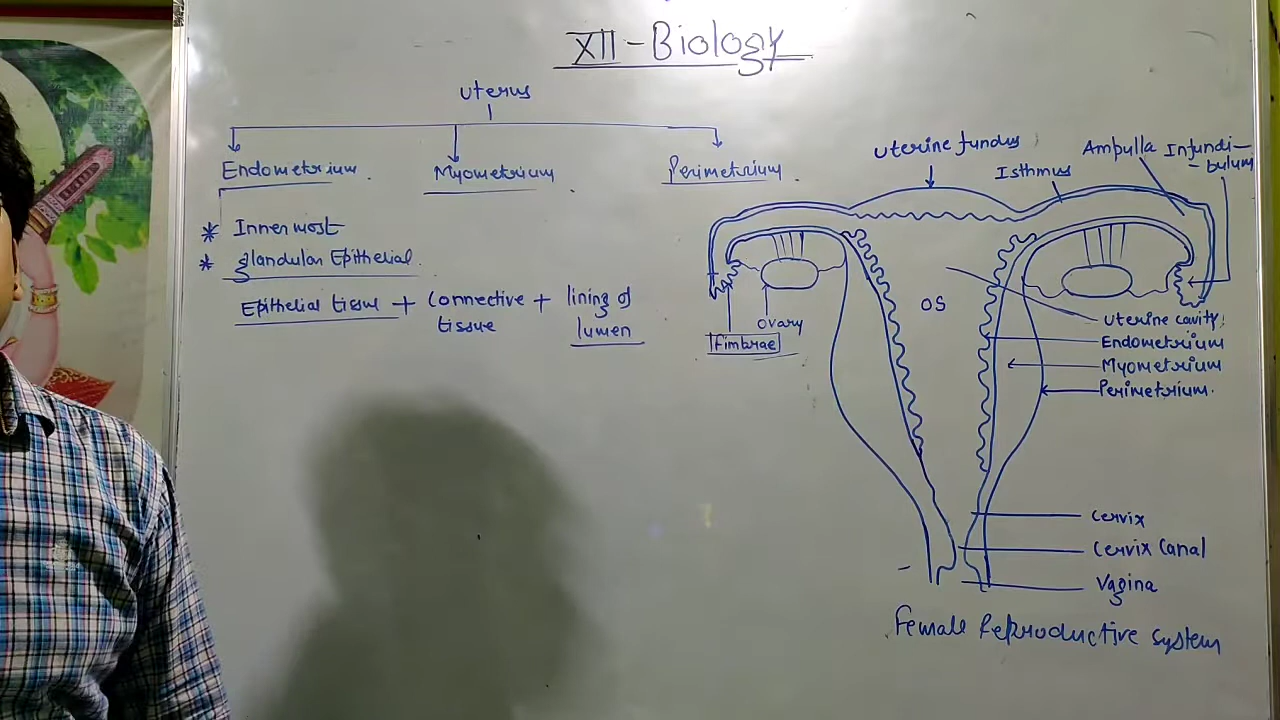 XII - Biology
uterus
Endometrium.
Myometrium.
Perimetrium.
* Innermost
* glandular Epithelial.
Epithelial tissue + Connective + lining of
tissue
lumen
uterine fundus
Isthmus
Ampulla
Infundi-
-bulum
ovary
Fimbrae
OS
uterine cavity
Endometrium
Myometrium
Perimetrium.
Cervix
Cervix Canal
Vagina
Female Reproductive System